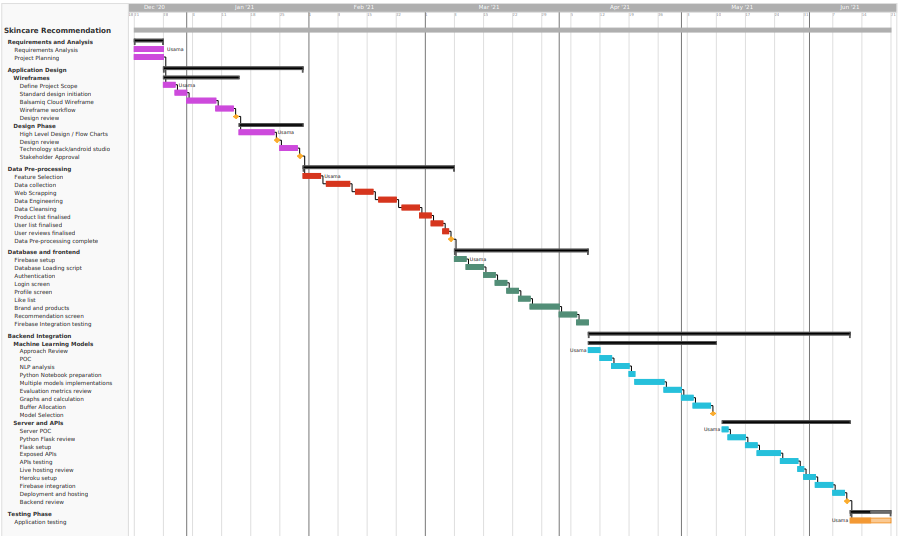 Dec '20 Jan '21 Feb '21 Mar '21 Apr '21 May '21 Jun '21
Skincare Recommendation
Requirements and Analysis
Requirements Analysis Usama
Project Planning
Application Design
Wireframes
Define Project Scope Usama
Standard design initiation
Balsamiq Cloud Wireframe
Wireframe workflow
Design review
Design Phase
High Level Design / Flow Charts Usama
Design review
Technology stack/android studio
Stakeholder Approval
Data Pre-processing
Feature Selection Usama
Data collection
Web Scrapping
Data Engineering
Data Cleansing
Product list finalised
User list finalised
User reviews finalised
Data Pre-processing complete
Database and frontend
Firebase setup Usama
Database Loading script
Authentication
Login screen
Profile screen
Like list
Brand and products
Recommendation screen
Firebase Integration testing
Backend Integration
Machine Learning Models
Approach Review Usama
POC
NLP analysis
Python Notebook preparation
Multiple models implementations
Evaluation metrics review
Graphs and calculation
Buffer Allocation
Model Selection
Server and APIs
Server POC Usama
Python Flask review
Flask setup
Exposed APIs
APIs testing
Live hosting review
Heroku setup
Firebase integration
Deployment and hosting
Backend review
Testing Phase
Application testing Usama